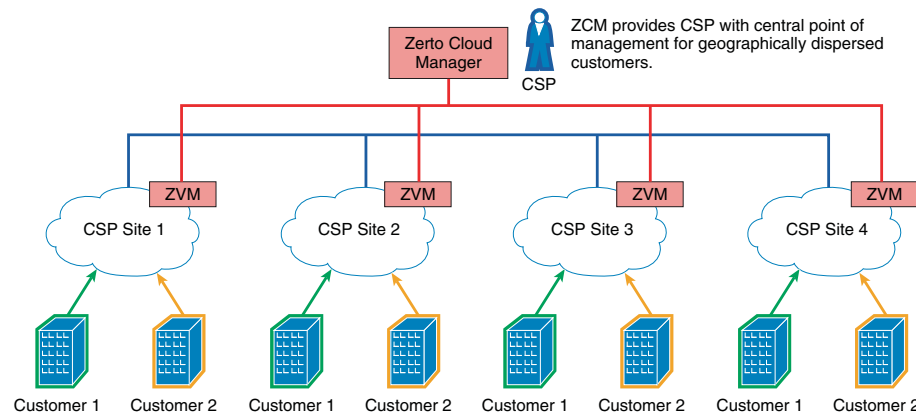 Zerto Cloud
Manager
CSP
ZCM provides CSP with central point of
management for geographically dispersed
customers.
ZVM
ZVM
ZVM
ZVM
CSP Site 1
CSP Site 2
CSP Site 3
CSP Site 4
Customer 1
Customer 2
Customer 1
Customer 2
Customer 1
Customer 2
Customer 1
Customer 2